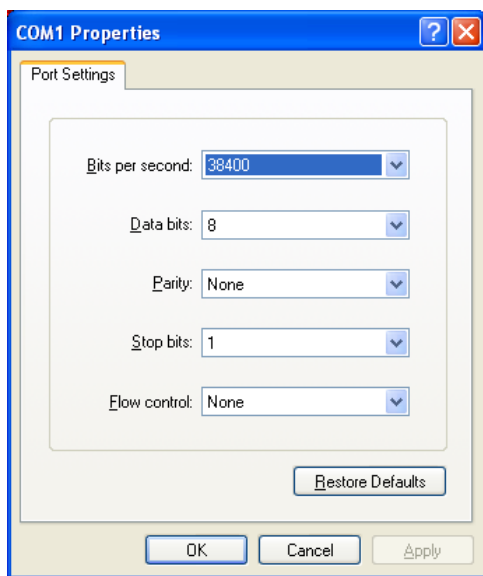 COM1 Properties
Port Settings
Bits per second: 38400
Data bits: 8
Parity: None
Stop bits: 1
Flow control: None
Restore Defaults
OK Cancel Apply